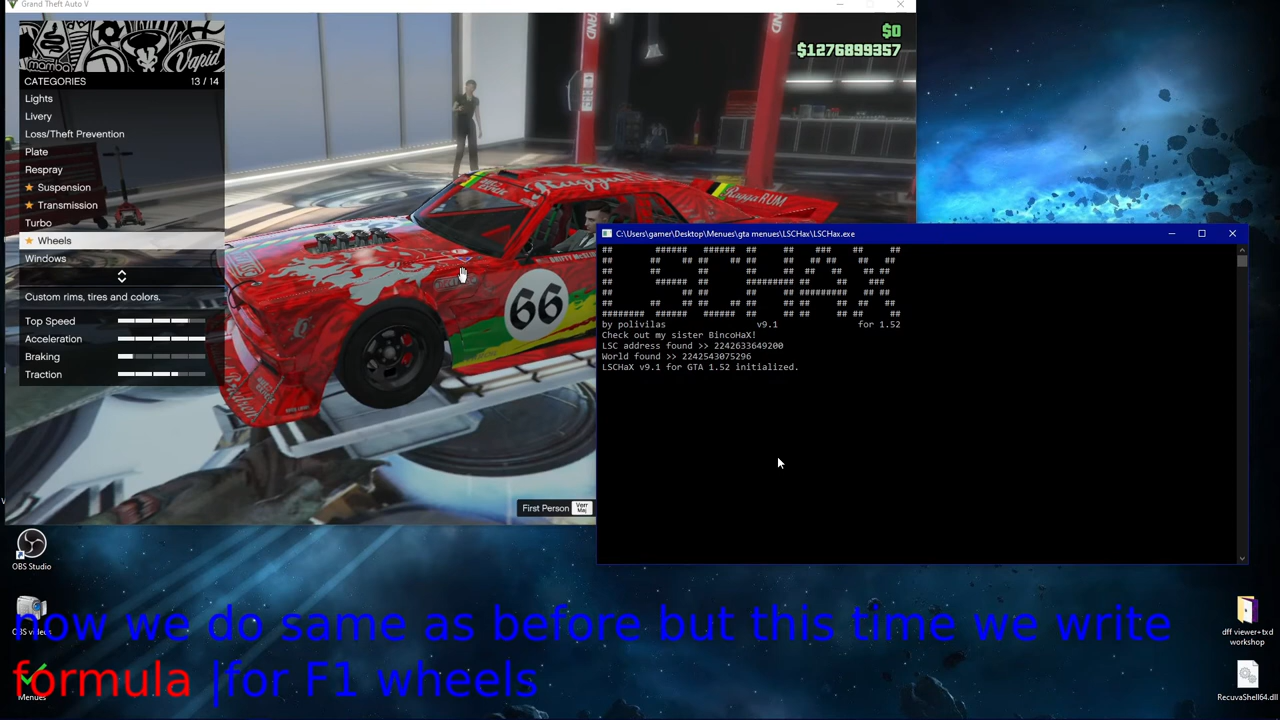 Grand Theft Auto V
$0
$1276899357
Vapid
CATEGORIES 13 / 14
Lights
Livery
Loss/Theft Prevention
Plate
Respray
Suspension
Transmission
Turbo
Wheels
Windows
Custom rims, tires and colors.
Top Speed
Acceleration
Braking
Traction
RaggaRUM
66
First Person
C:\Users\gamer\Desktop\Menues\gta menues\LSCHax\LSCHax.exe
LSCHAX
by polivilas v9.1 for 1.52
Check out my sister BincoHaX!
LSC address found >> 2242633649200
World found >> 2242543075296
LSCHaX v9.1 for GTA 1.52 initialized.
OBS Studio
Menues
dff viewer+txd
workshop
RecuvaShell64.dll
now we do same as before but this time we write
formula |for F1 wheels